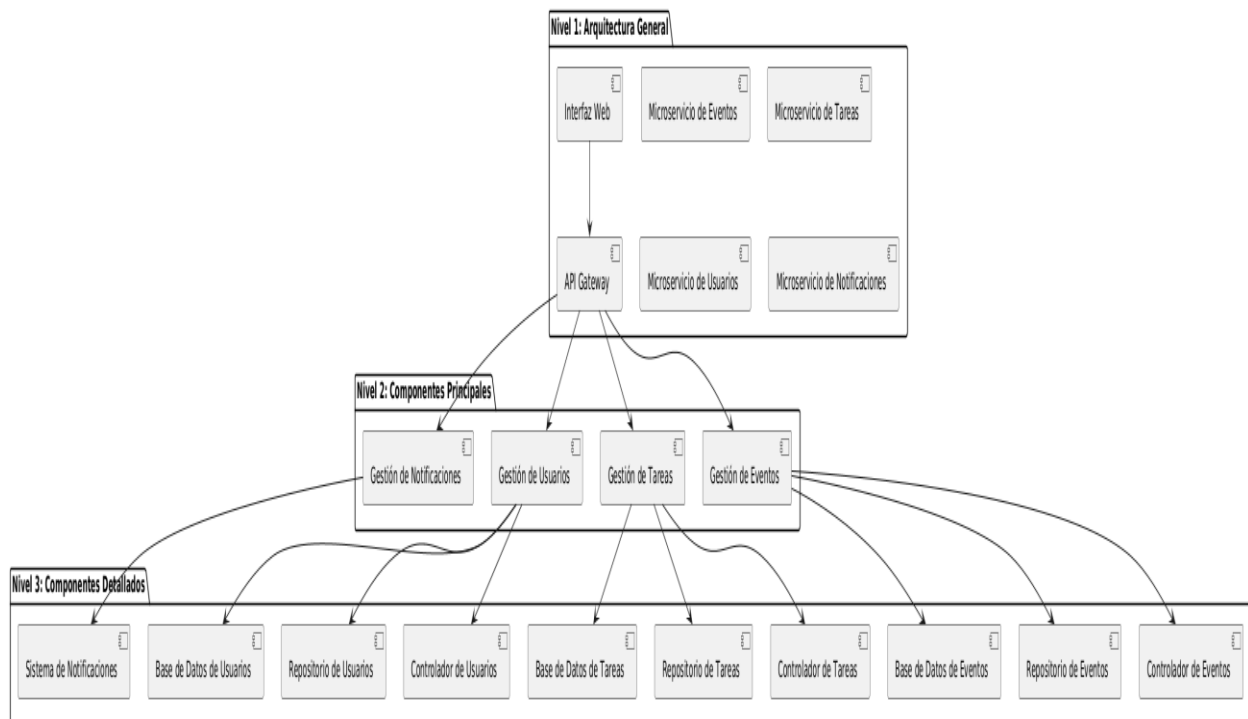 Nivel 1: Arquitectura General
Interfaz Web
Microservicio de Eventos
Microservicio de Tareas
API Gateway
Microservicio de Usuarios
Microservicio de Notificaciones
Nivel 2: Componentes Principales
Gestión de Notificaciones
Gestión de Usuarios
Gestión de Tareas
Gestión de Eventos
Nivel 3: Componentes Detallados
Sistema de Notificaciones
Base de Datos de Usuarios
Repositorio de Usuarios
Controlador de Usuarios
Base de Datos de Tareas
Repositorio de Tareas
Controlador de Tareas
Base de Datos de Eventos
Repositorio de Eventos
Controlador de Eventos